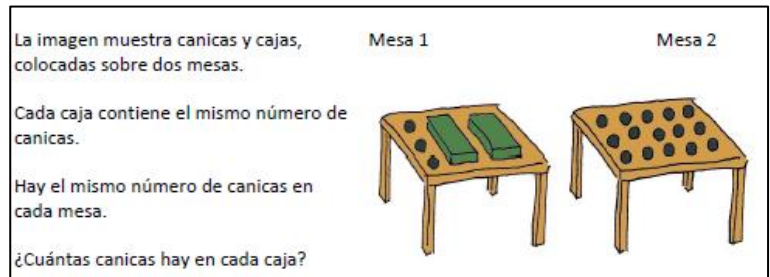 La imagen muestra canicas y cajas,
colocadas sobre dos mesas.
Cada caja contiene el mismo número de
canicas.
Hay el mismo número de canicas en
cada mesa.
¿Cuántas canicas hay en cada caja?
Mesa 1
Mesa 2